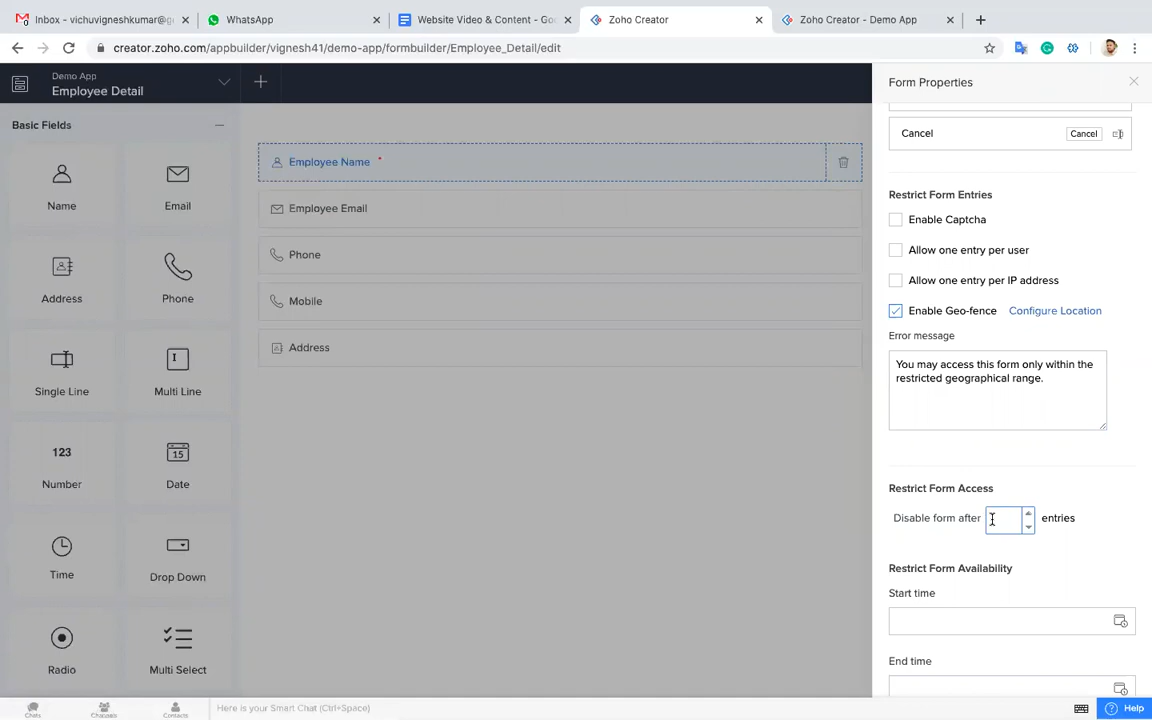 Inbox - vichuvigneshkumar@g
WhatsApp
Website Video & Content - Go
Zoho Creator
Zoho Creator - Demo App
creator.zoho.com/appbuilder/vignesh41/demo-app/formbuilder/Employee_Detail/edit
Demo App
Employee Detail
Form Properties
Basic Fields
Name
Email
Address
Phone
Single Line
Multi Line
123
Number
15
Date
Time
Drop Down
Radio
Multi Select
Employee Name *
Employee Email
Phone
Mobile
Address
Cancel
Cancel
Restrict Form Entries
Enable Captcha
Allow one entry per user
Allow one entry per IP address
Enable Geo-fence
Configure Location
Error message
You may access this form only within the
restricted geographical range.
Restrict Form Access
Disable form after
entries
Restrict Form Availability
Start time
End time
Chats
Channels
Contacts
Here is your Smart Chat (Ctrl+Space)
Help